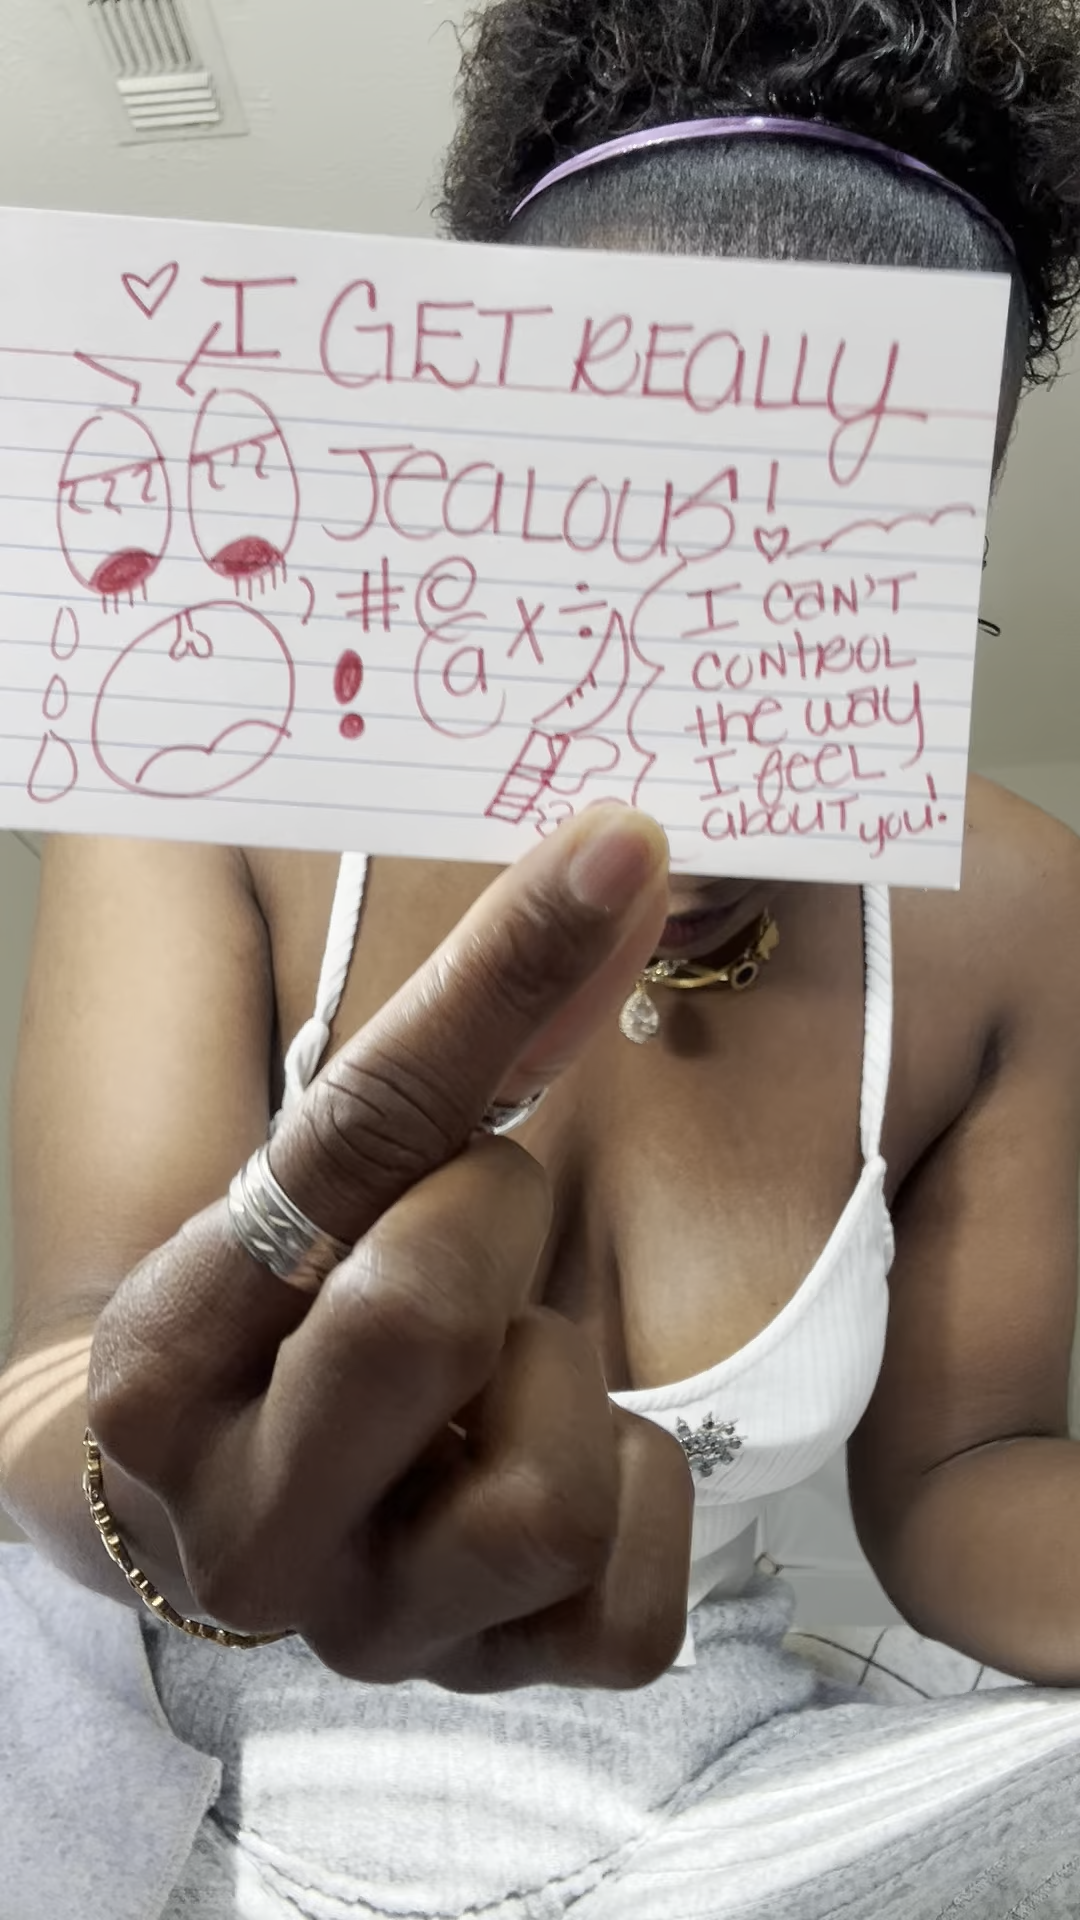 I GET REALLY
JEALOUS!
) # @ X ÷
! @
I CAN'T
CONTROL
the way
I feel
about you!